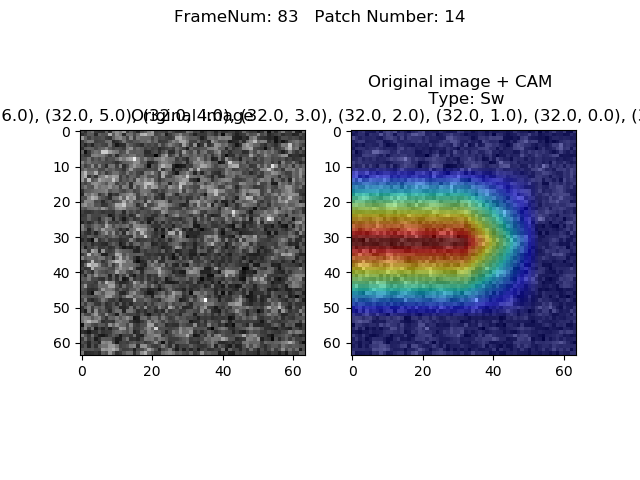 FrameNum: 83   Patch Number: 14
Original image + CAM
Type: Sw
6.0), (32.0, 5.0), (32.0, 4.0), (32.0, 3.0), (32.0, 2.0), (32.0, 1.0), (32.0, 0.0), (3
Original image
0
10
20
30
40
50
60
0 20 40 60
0
10
20
30
40
50
60
0 20 40 60